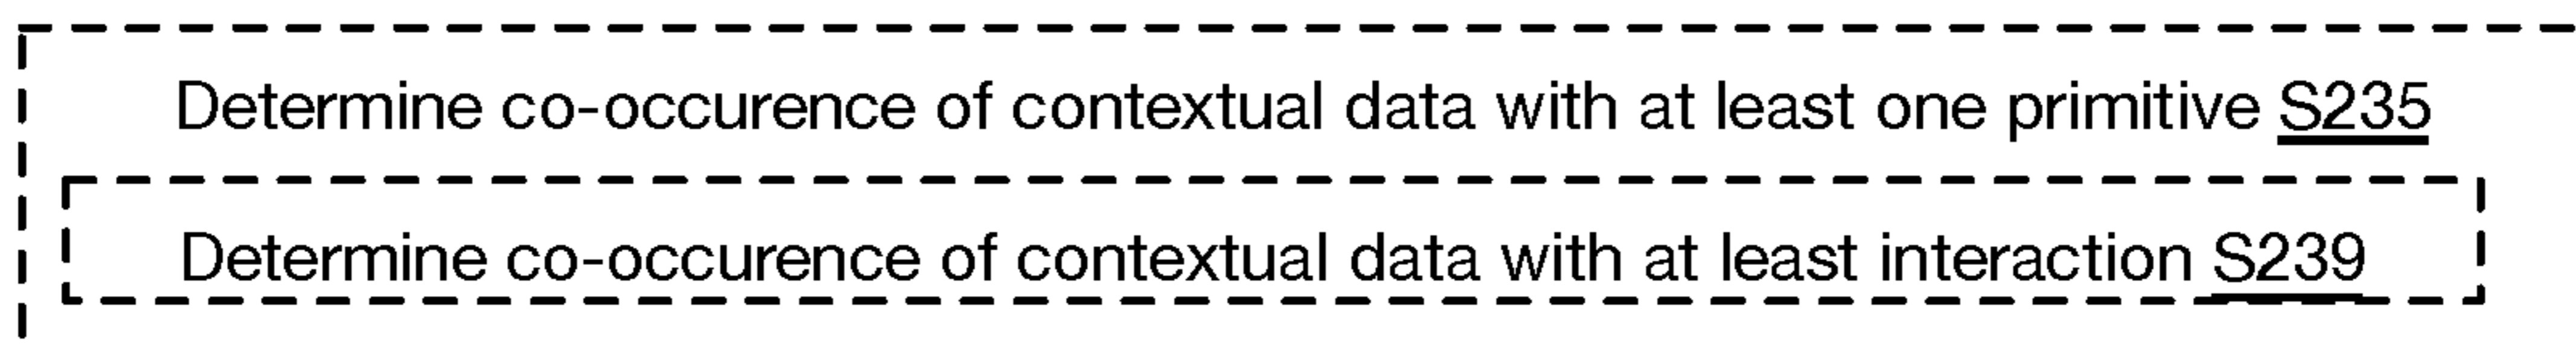 Determine co-occurence of contextual data with at least one primitive S235
Determine co-occurence of contextual data with at least interaction S239